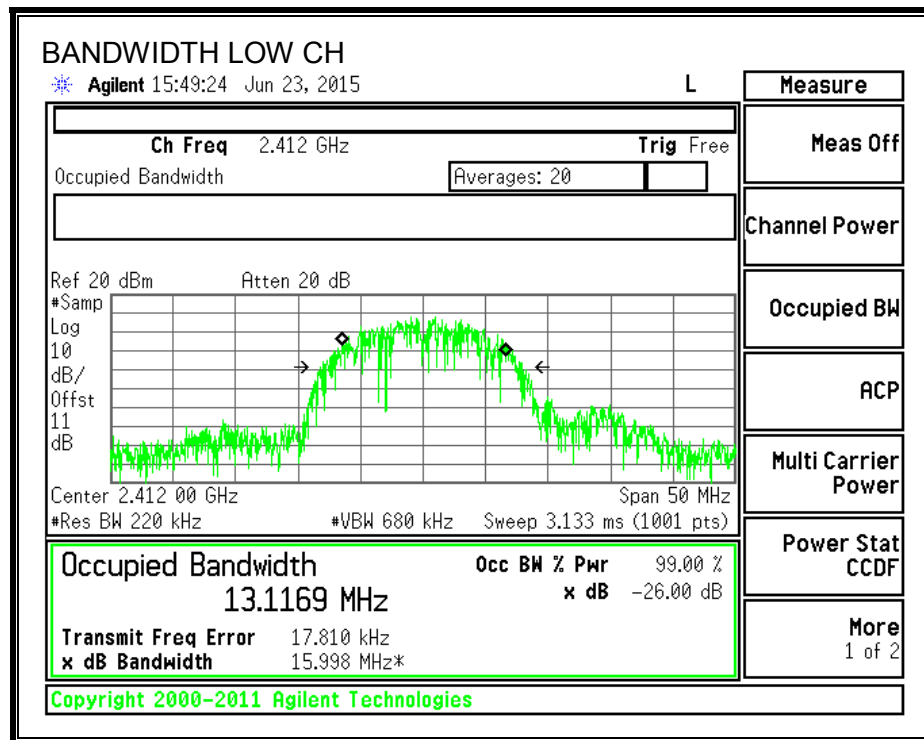 BANDWIDTH LOW CH
Agilent 15:49:24 Jun 23, 2015 L
Measure
Ch Freq 2.412 GHz Trig Free
Meas Off
Occupied Bandwidth Averages: 20
Channel Power
Ref 20 dBm Atten 20 dB
#Samp
Log
10
dB/
Offst
11
dB
Occupied BW
ACP
Multi Carrier
Power
Center 2.412 00 GHz Span 50 MHz
#Res BW 220 kHz #VBW 680 kHz Sweep 3.133 ms (1001 pts)
Power Stat
CCDF
Occupied Bandwidth Occ BW % Pwr 99.00 %
13.1169 MHz x dB -26.00 dB
Transmit Freq Error 17.810 kHz
x dB Bandwidth 15.998 MHz*
More
1 of 2
Copyright 2000-2011 Agilent Technologies